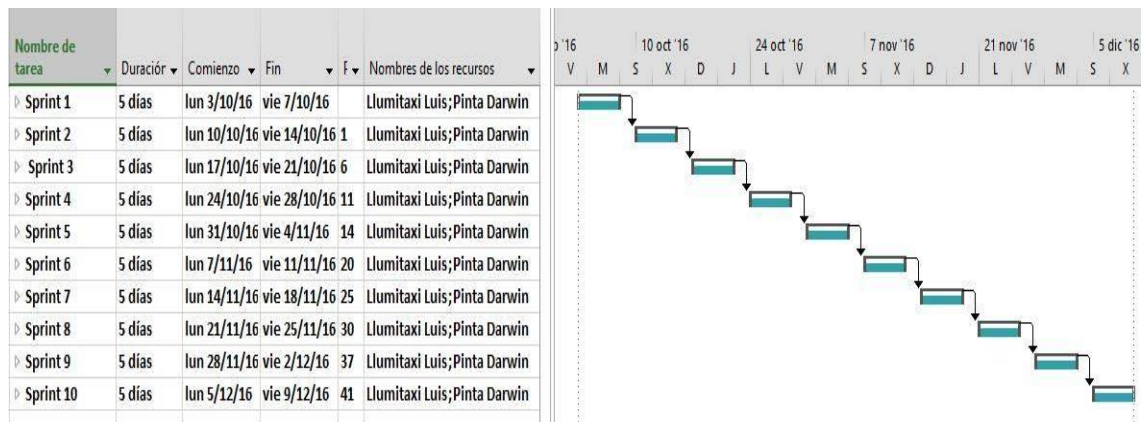 o '16 10 oct '16 24 oct '16 7 nov '16 21 nov '16 5 dic '16
Nombre de tarea Duración Comienzo Fin F Nombres de los recursos V M S X D J L V M S X D J L V M S X
Sprint 1 5 días lun 3/10/16 vie 7/10/16 Llumitaxi Luis;Pinta Darwin
Sprint 2 5 días lun 10/10/16 vie 14/10/16 1 Llumitaxi Luis;Pinta Darwin
Sprint 3 5 días lun 17/10/16 vie 21/10/16 6 Llumitaxi Luis;Pinta Darwin
Sprint 4 5 días lun 24/10/16 vie 28/10/16 11 Llumitaxi Luis;Pinta Darwin
Sprint 5 5 días lun 31/10/16 vie 4/11/16 14 Llumitaxi Luis;Pinta Darwin
Sprint 6 5 días lun 7/11/16 vie 11/11/16 20 Llumitaxi Luis;Pinta Darwin
Sprint 7 5 días lun 14/11/16 vie 18/11/16 25 Llumitaxi Luis;Pinta Darwin
Sprint 8 5 días lun 21/11/16 vie 25/11/16 30 Llumitaxi Luis;Pinta Darwin
Sprint 9 5 días lun 28/11/16 vie 2/12/16 37 Llumitaxi Luis;Pinta Darwin
Sprint 10 5 días lun 5/12/16 vie 9/12/16 41 Llumitaxi Luis;Pinta Darwin